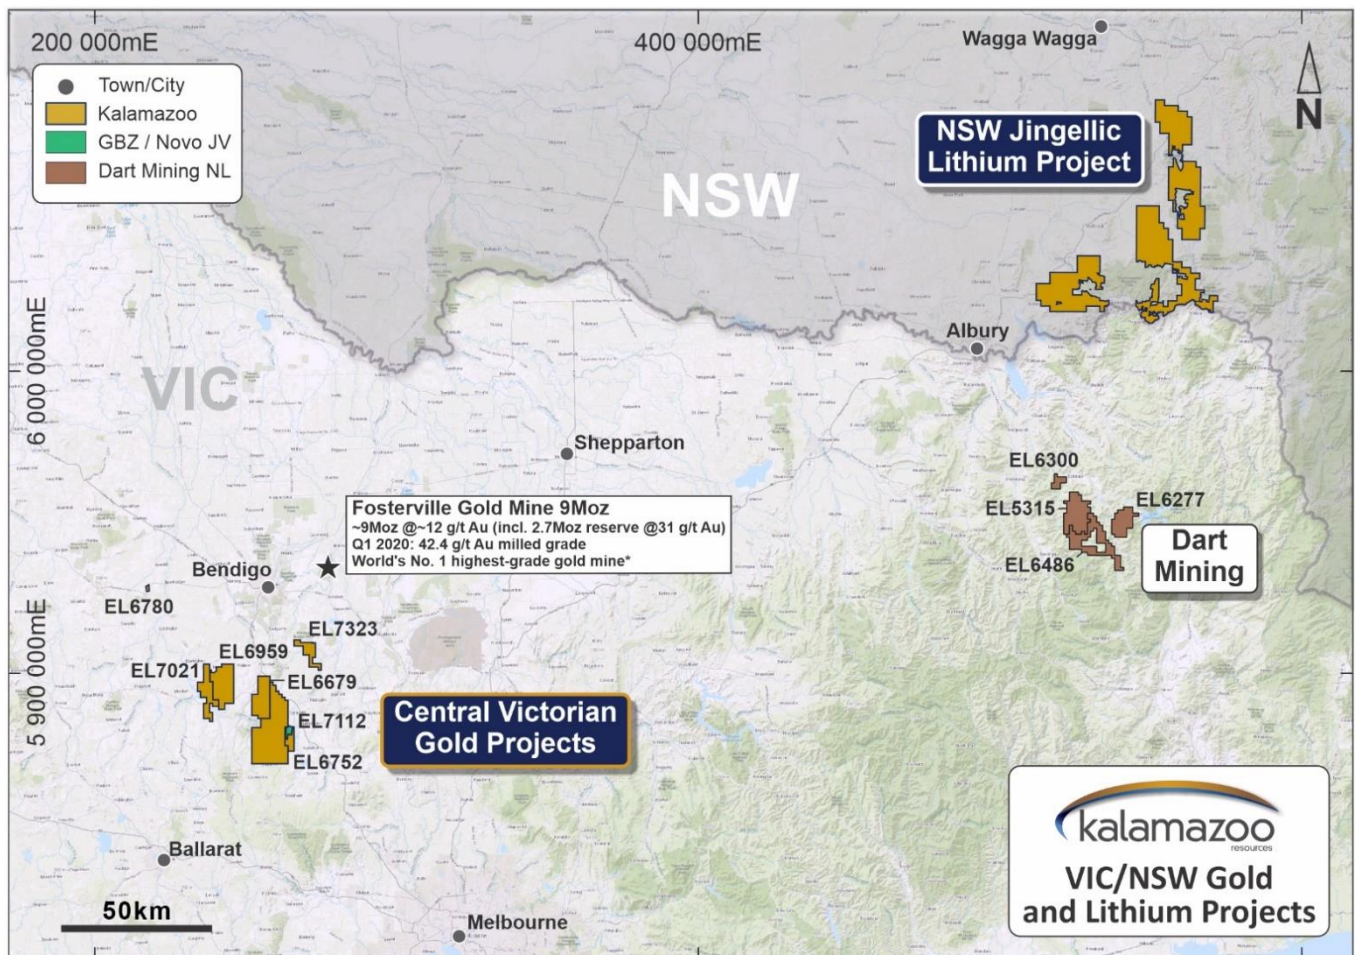 200 000mE
400 000mE
Wagga Wagga
Town/City
Kalamazoo
GBZ / Novo JV
Dart Mining NL
N
NSW Jingellic
Lithium Project
NSW
6 000 000mE
Albury
VIC
Shepparton
EL6300
EL5315
EL6277
Fosterville Gold Mine 9Moz
~9Moz @~12 g/t Au (incl. 2.7Moz reserve @31 g/t Au)
Q1 2020: 42.4 g/t Au milled grade
World's No. 1 highest-grade gold mine*
Dart
Mining
EL6486
Bendigo
EL6780
EL7323
EL6959
EL7021
EL6679
5 900 000mE
Central Victorian
Gold Projects
EL7112
EL6752
kalamazoo
resources
VIC/NSW Gold
and Lithium Projects
Ballarat
50km
Melbourne